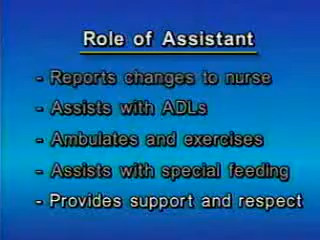 Role of Assistant
- Reports changes to nurse
- Assists with ADLs
- Ambulates and exercises
- Assists with special feeding
- Provides support and respect